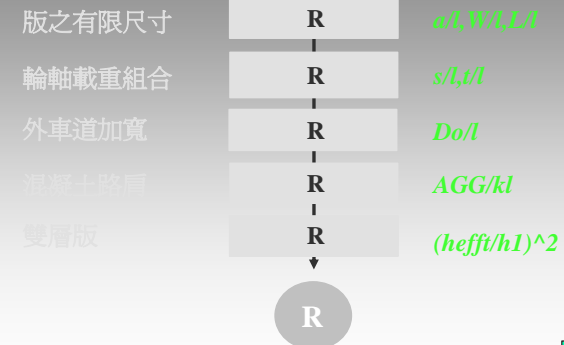 版之有限尺寸 R a/l,W/l,L/l
輪軸載重組合 R s/l,t/l
外車道加寬 R Do/l
混凝土路肩 R AGG/kl
雙層版 R (hefft/h1)^2
R